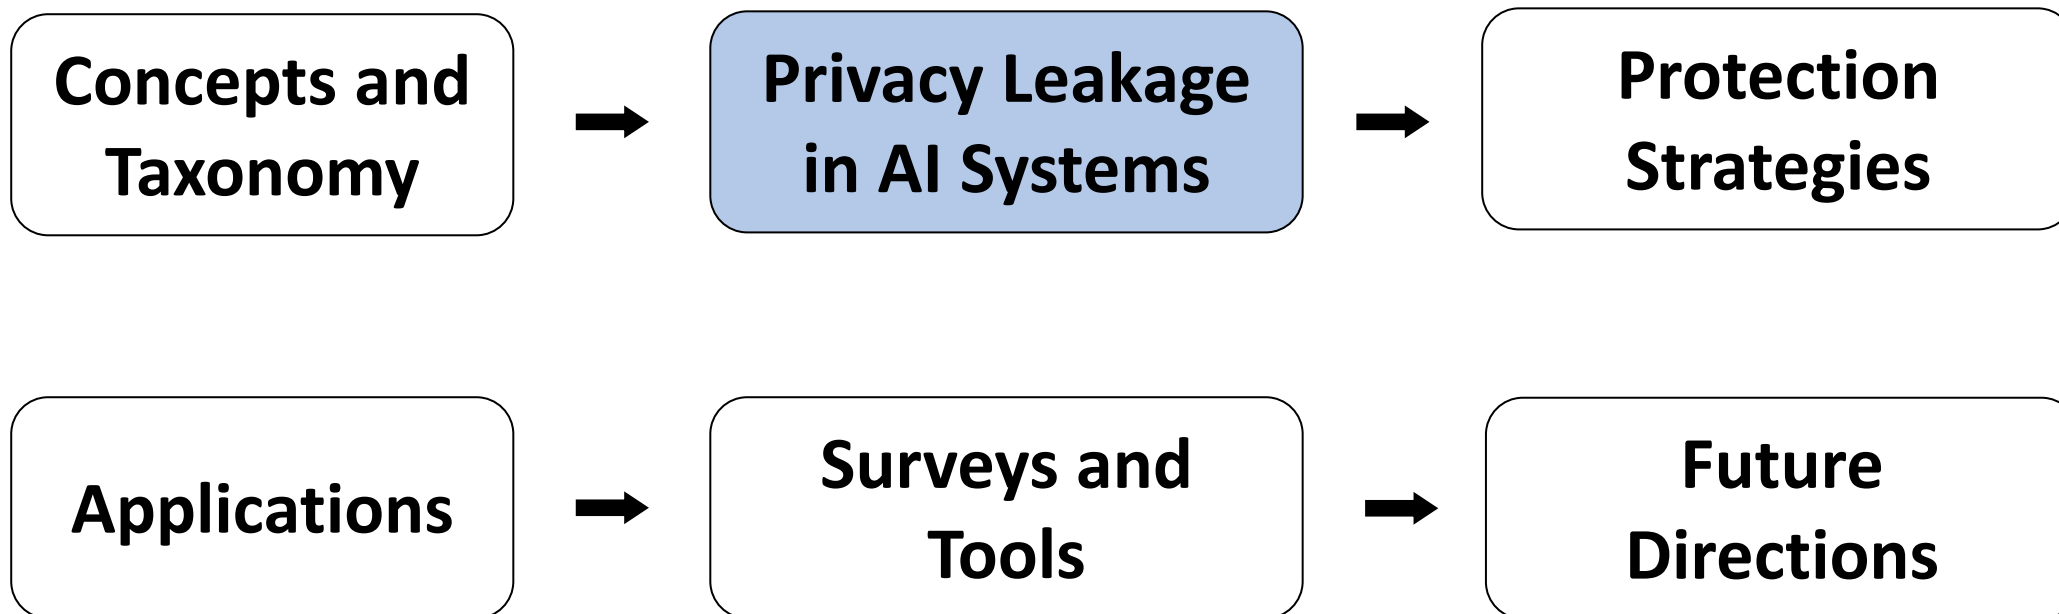 Concepts and
Taxonomy
Privacy Leakage
in AI Systems
Protection
Strategies
Applications
Surveys and
Tools
Future
Directions